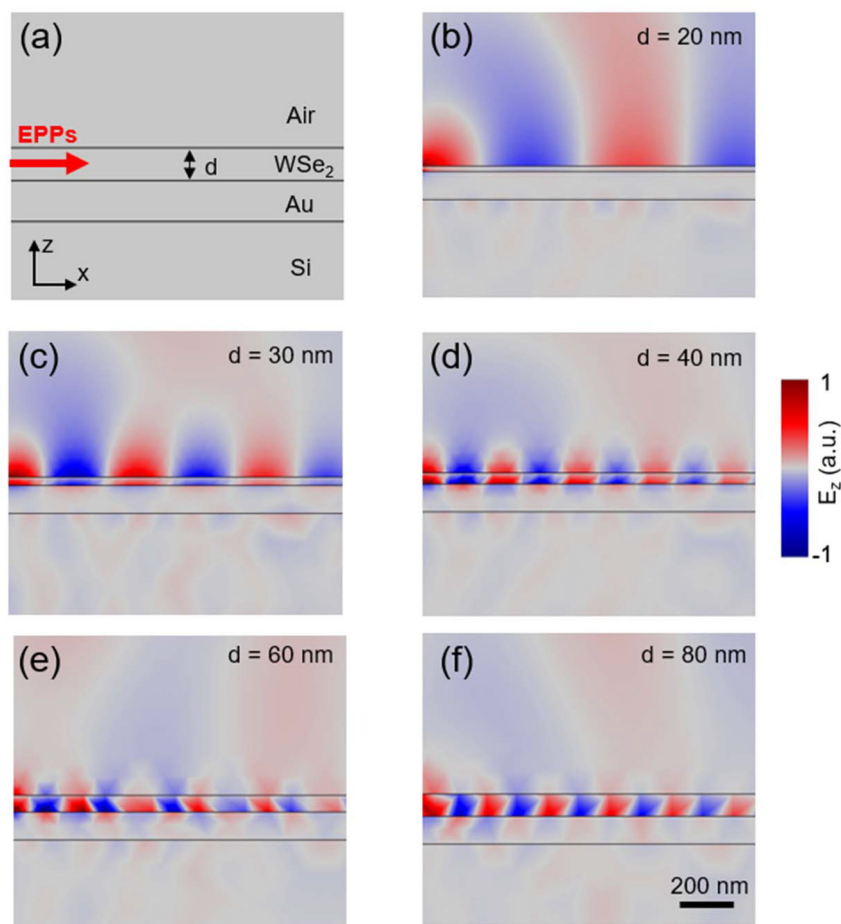 (a)
Air
EPPs
d
WSe₂
Au
z
x
Si
(b)
d = 20 nm
(c)
d = 30 nm
(d)
d = 40 nm
1
E_z (a.u.)
-1
(e)
d = 60 nm
(f)
d = 80 nm
200 nm